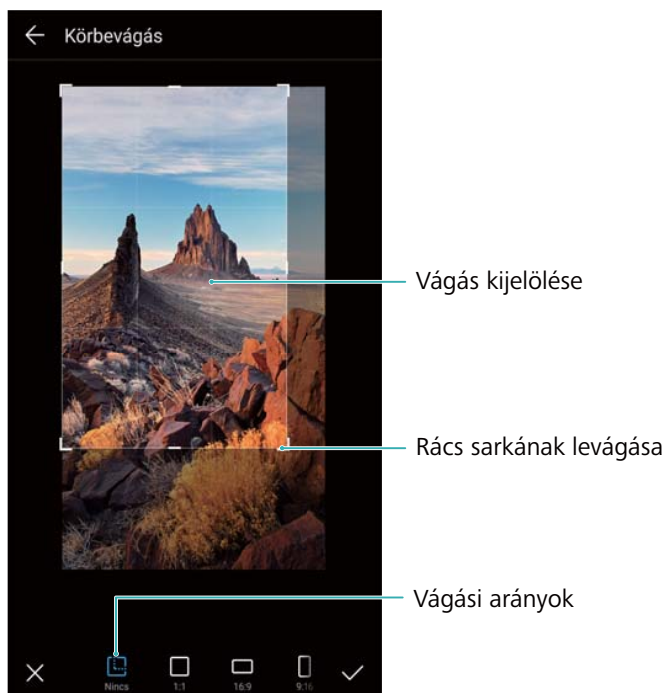 Körbevágás
Vágás kijelölése
Rács sarkának levágása
Vágási arányok
Nincs
1:1
16:9
9:16